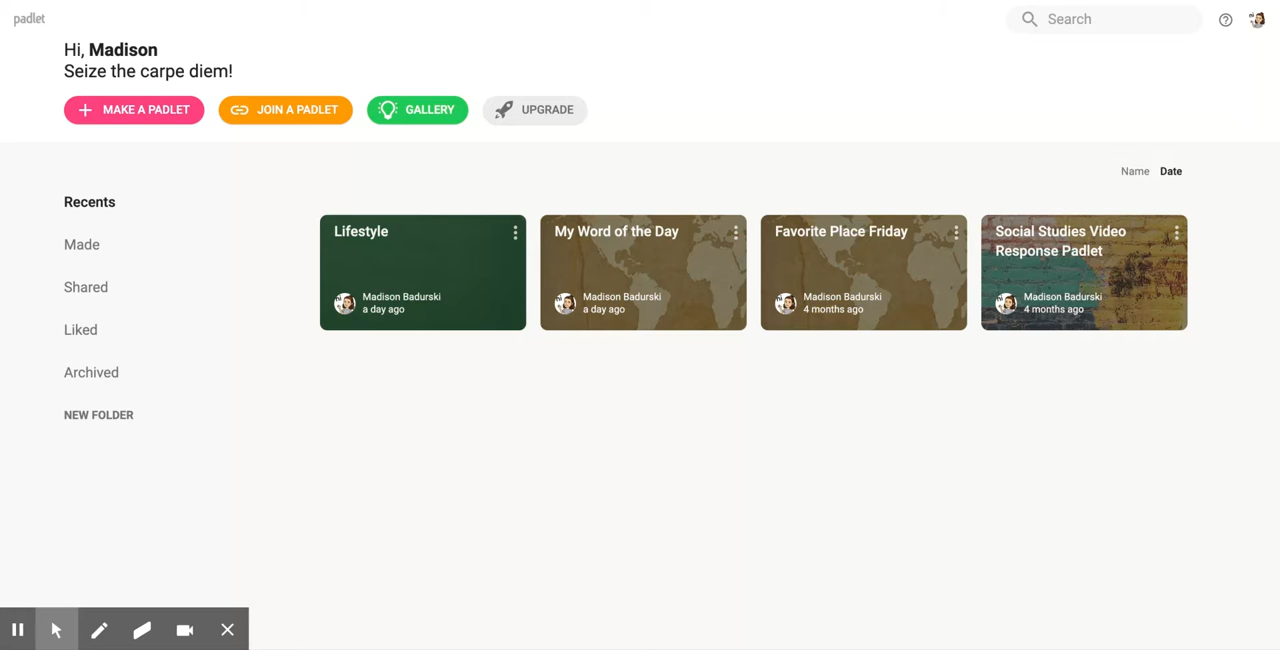 padlet
Search
Hi, Madison
Seize the carpe diem!
MAKE A PADLET
JOIN A PADLET
GALLERY
UPGRADE
Name Date
Recents
Made
Shared
Liked
Archived
NEW FOLDER
Lifestyle
Madison Badurski
a day ago
My Word of the Day
Madison Badurski
a day ago
Favorite Place Friday
Madison Badurski
4 months ago
Social Studies Video
Response Padlet
Madison Badurski
4 months ago